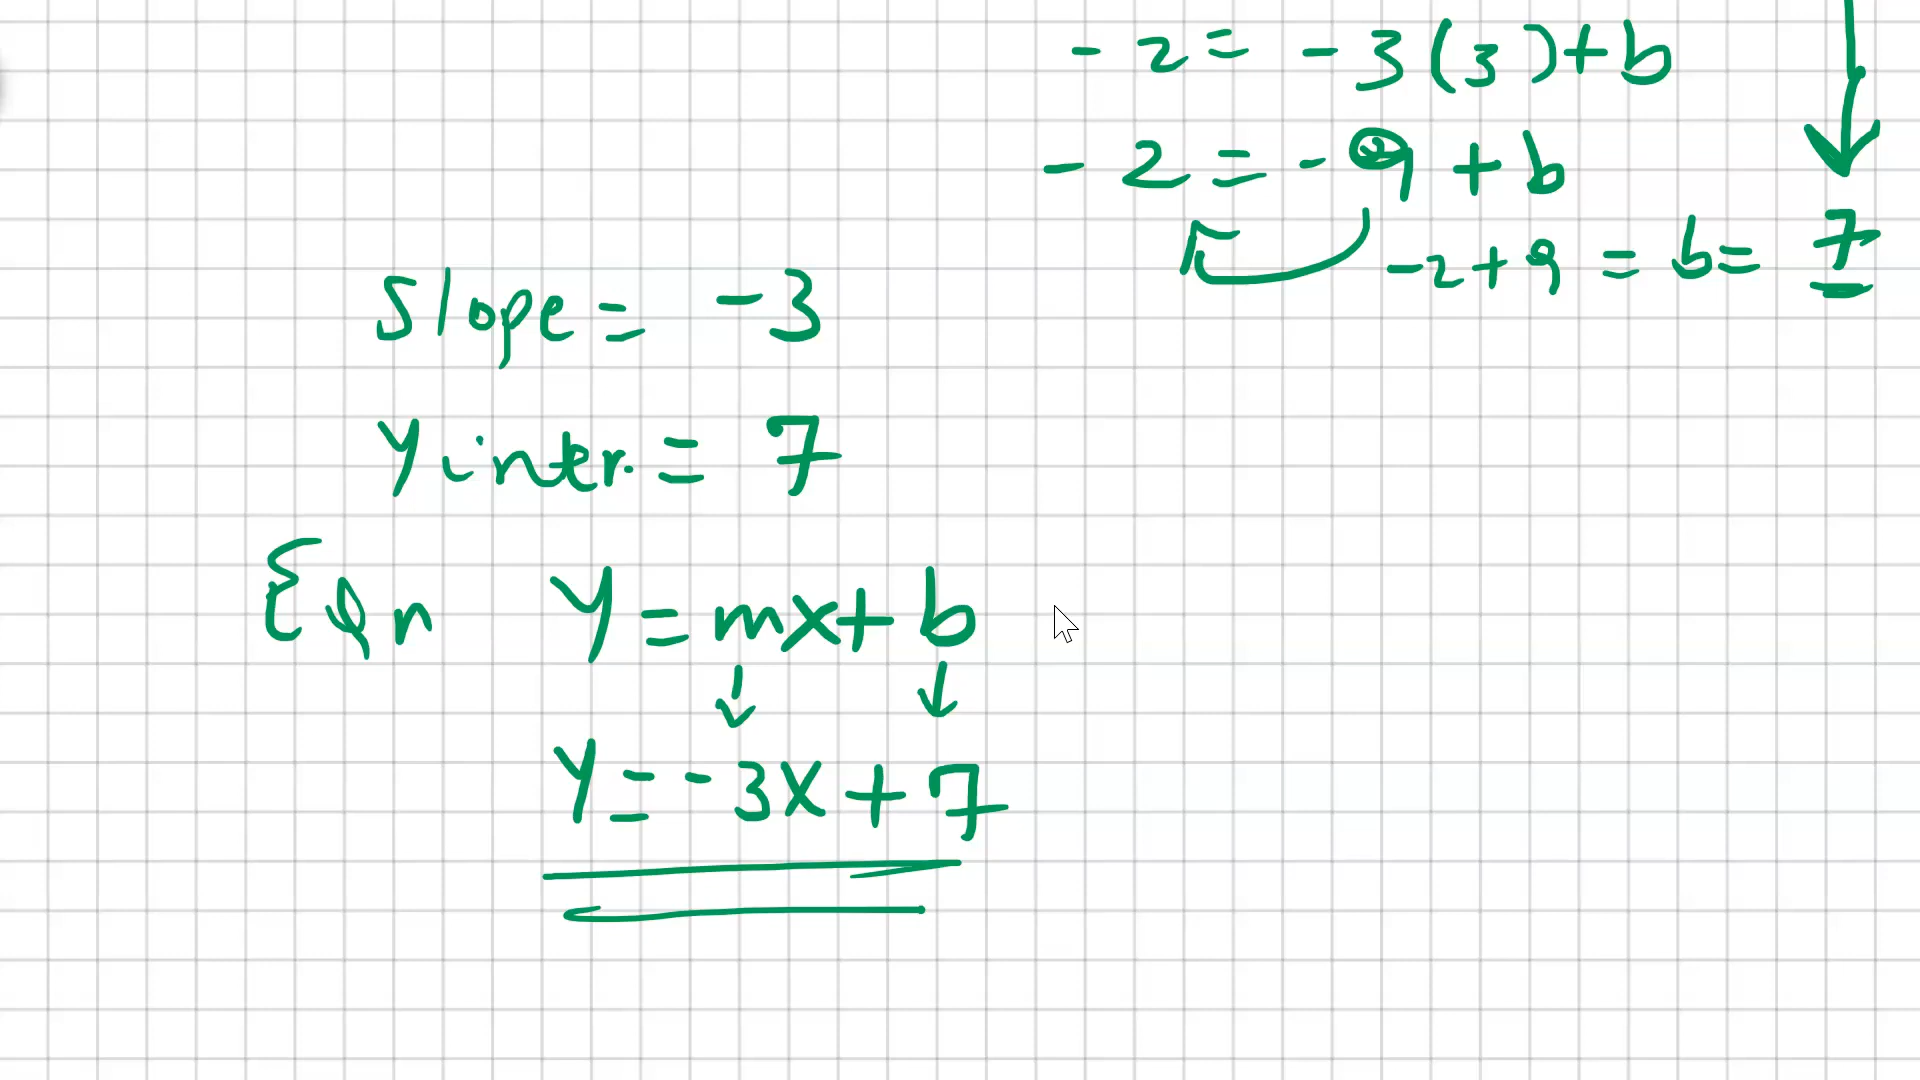 -2 = -3(3)+b
-2 = -9 + b
-2+9 = b = 7
Slope = -3
Y inter. = 7
Eqn Y = mx + b
Y = -3x + 7